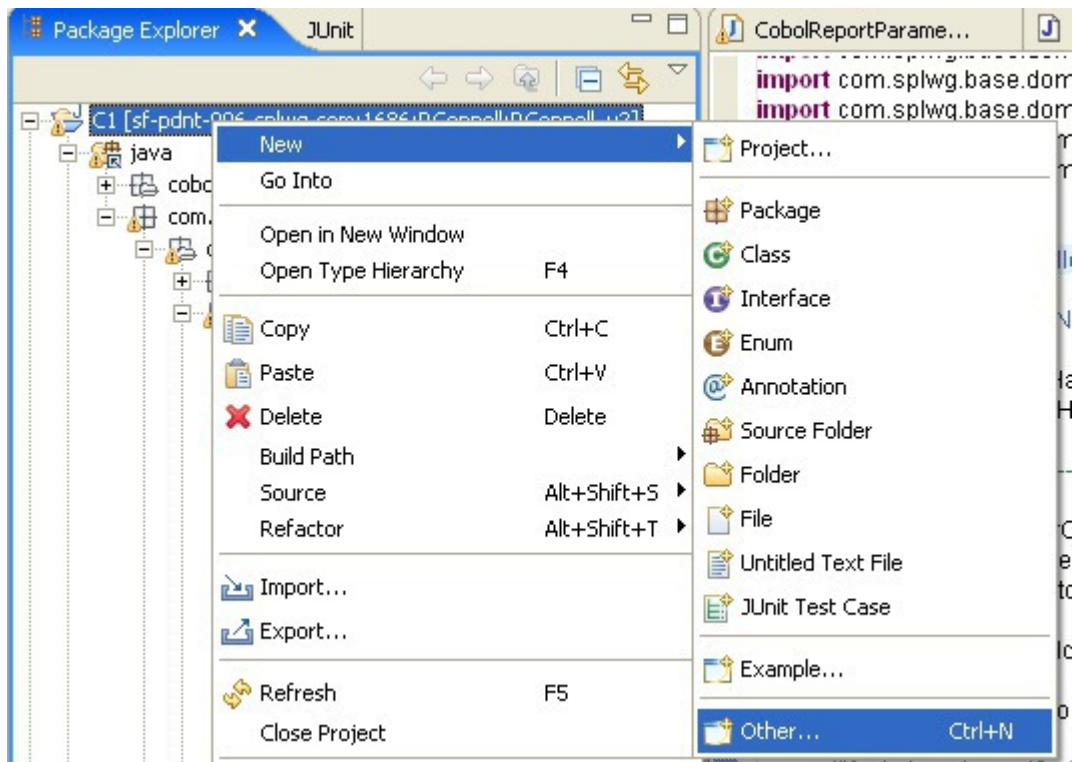 Package Explorer JUnit
CobolReportParame...
import com.splwg.base.dom
import com.splwg.base.dom
C1
java
com.
New
Go Into
Open in New Window
Open Type Hierarchy F4
Copy Ctrl+C
Paste Ctrl+V
Delete Delete
Build Path
Source Alt+Shift+S
Refactor Alt+Shift+T
Import...
Export...
Refresh F5
Close Project
Project...
Package
Class
Interface
Enum
Annotation
Source Folder
Folder
File
Untitled Text File
JUnit Test Case
Example...
Other... Ctrl+N